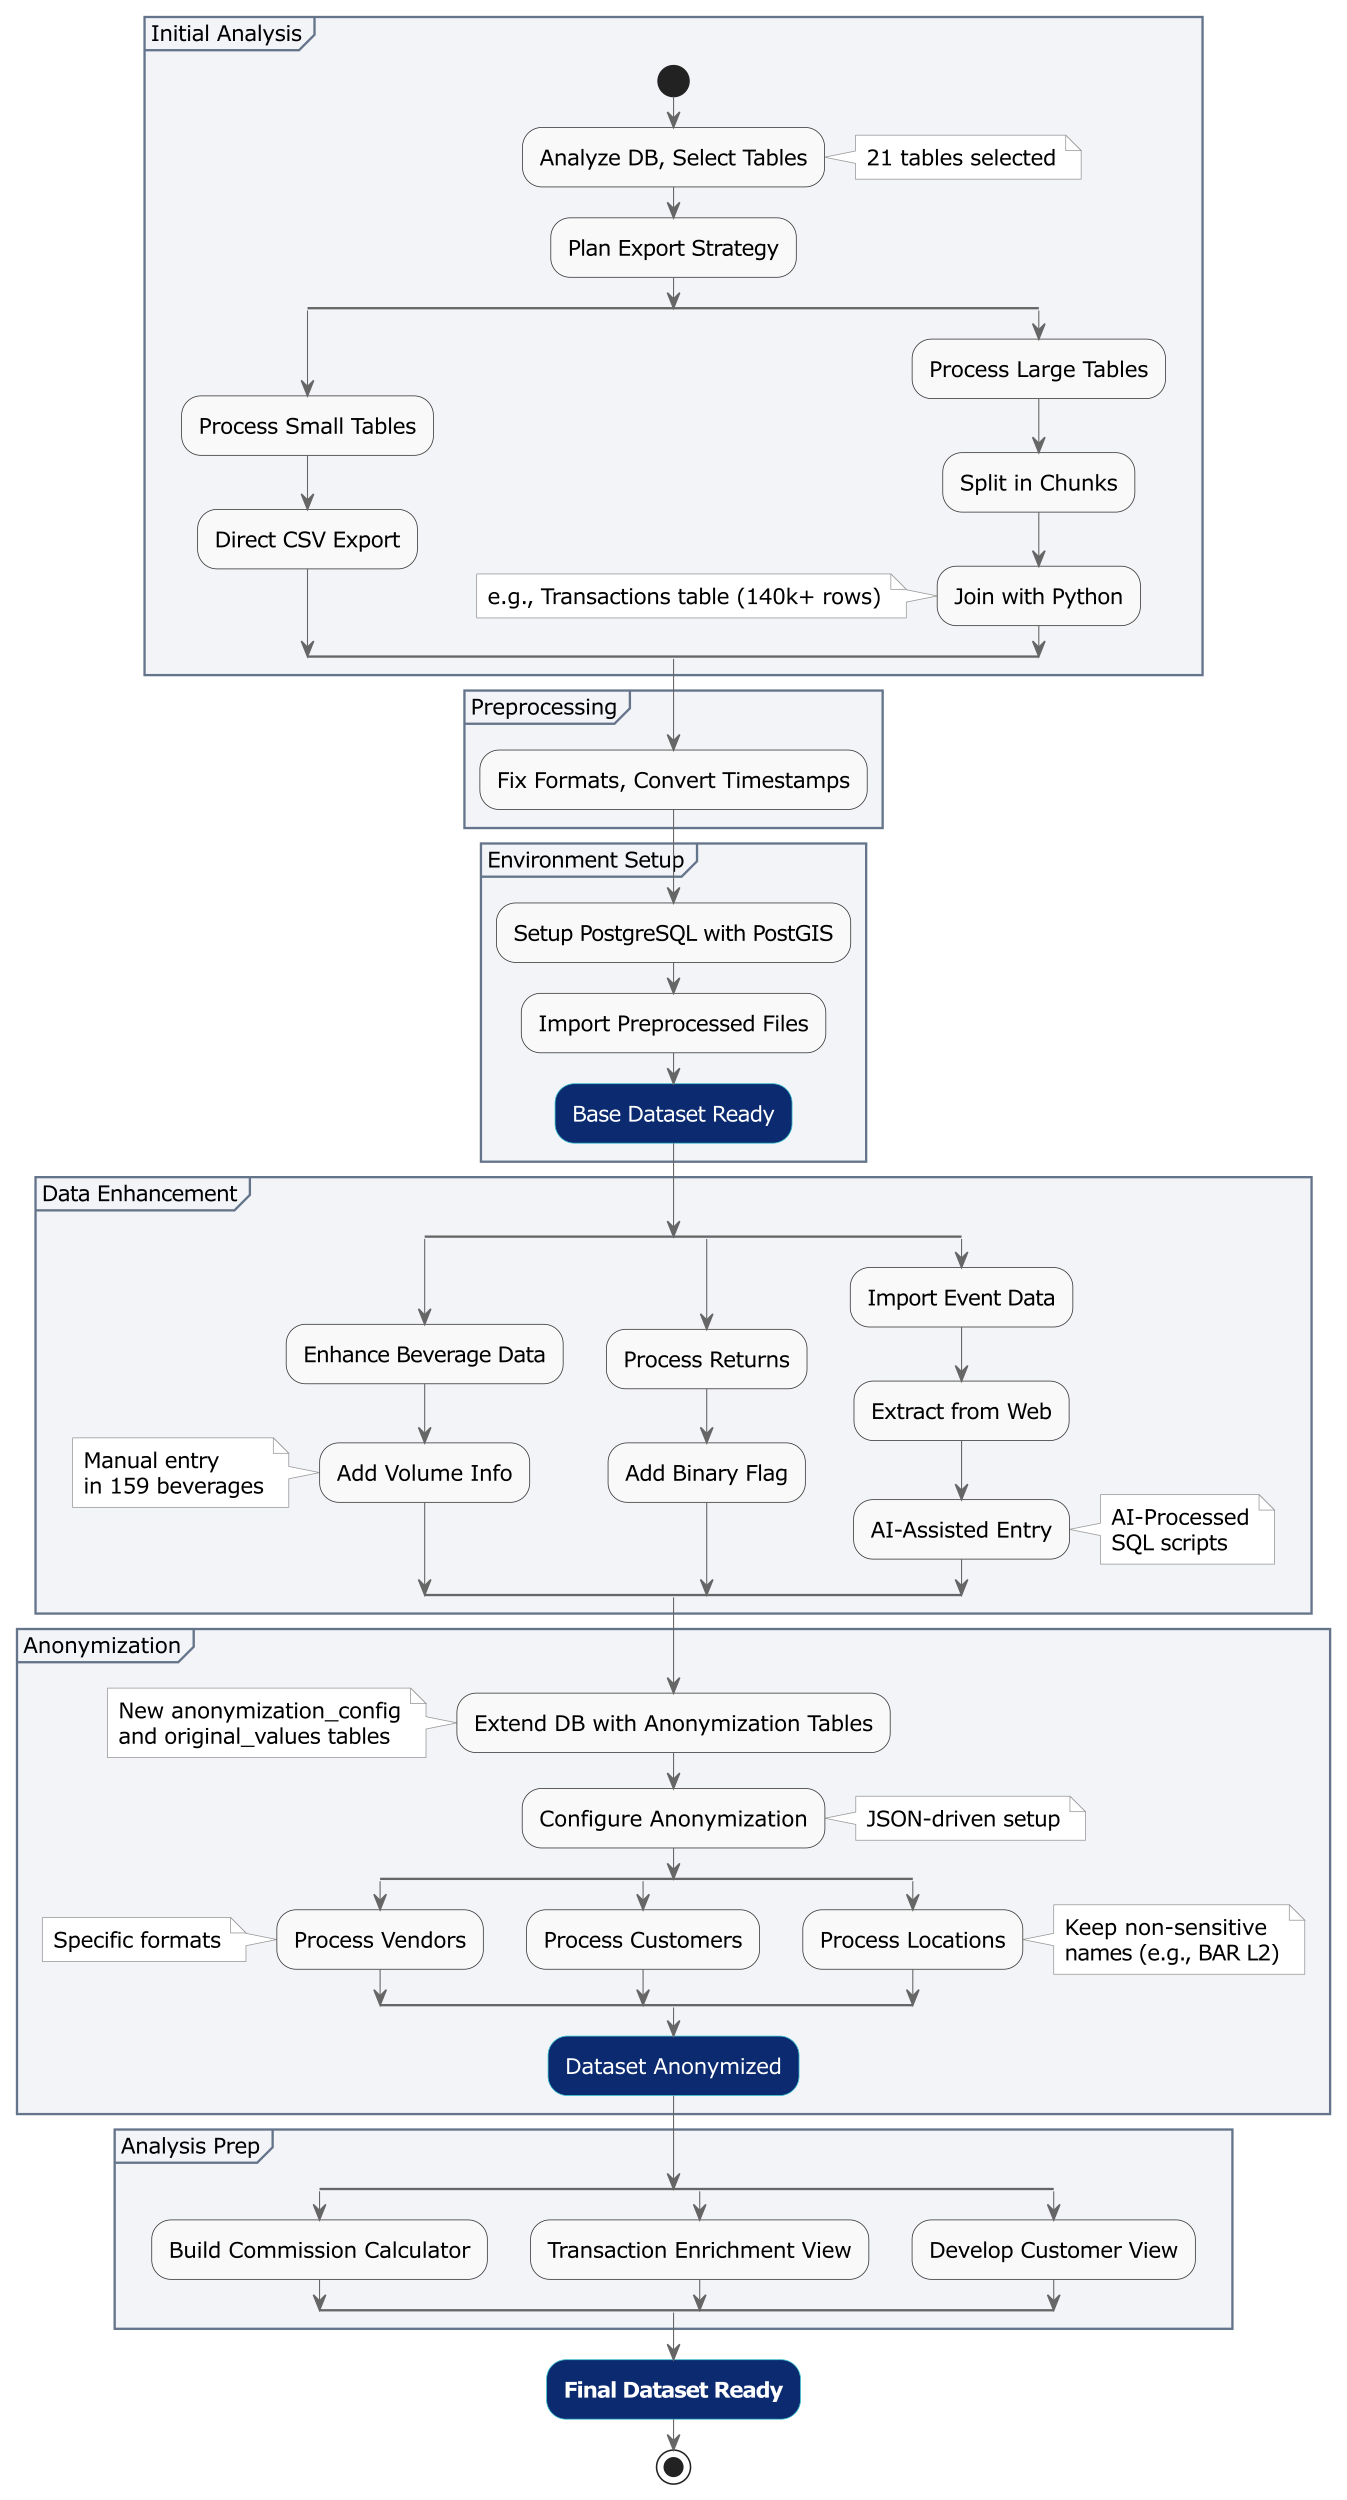 Initial Analysis
Analyze DB, Select Tables
21 tables selected
Plan Export Strategy
Process Large Tables
Process Small Tables
Split in Chunks
Direct CSV Export
e.g., Transactions table (140k+ rows)
Join with Python
Preprocessing
Fix Formats, Convert Timestamps
Environment Setup
Setup PostgreSQL with PostGIS
Import Preprocessed Files
Base Dataset Ready
Data Enhancement
Import Event Data
Enhance Beverage Data
Process Returns
Extract from Web
Manual entry
in 159 beverages
Add Volume Info
Add Binary Flag
AI-Assisted Entry
AI-Processed
SQL scripts
Anonymization
New anonymization_config
and original_values tables
Extend DB with Anonymization Tables
Configure Anonymization
JSON-driven setup
Specific formats
Process Vendors
Process Customers
Process Locations
Keep non-sensitive
names (e.g., BAR L2)
Dataset Anonymized
Analysis Prep
Build Commission Calculator
Transaction Enrichment View
Develop Customer View
Final Dataset Ready